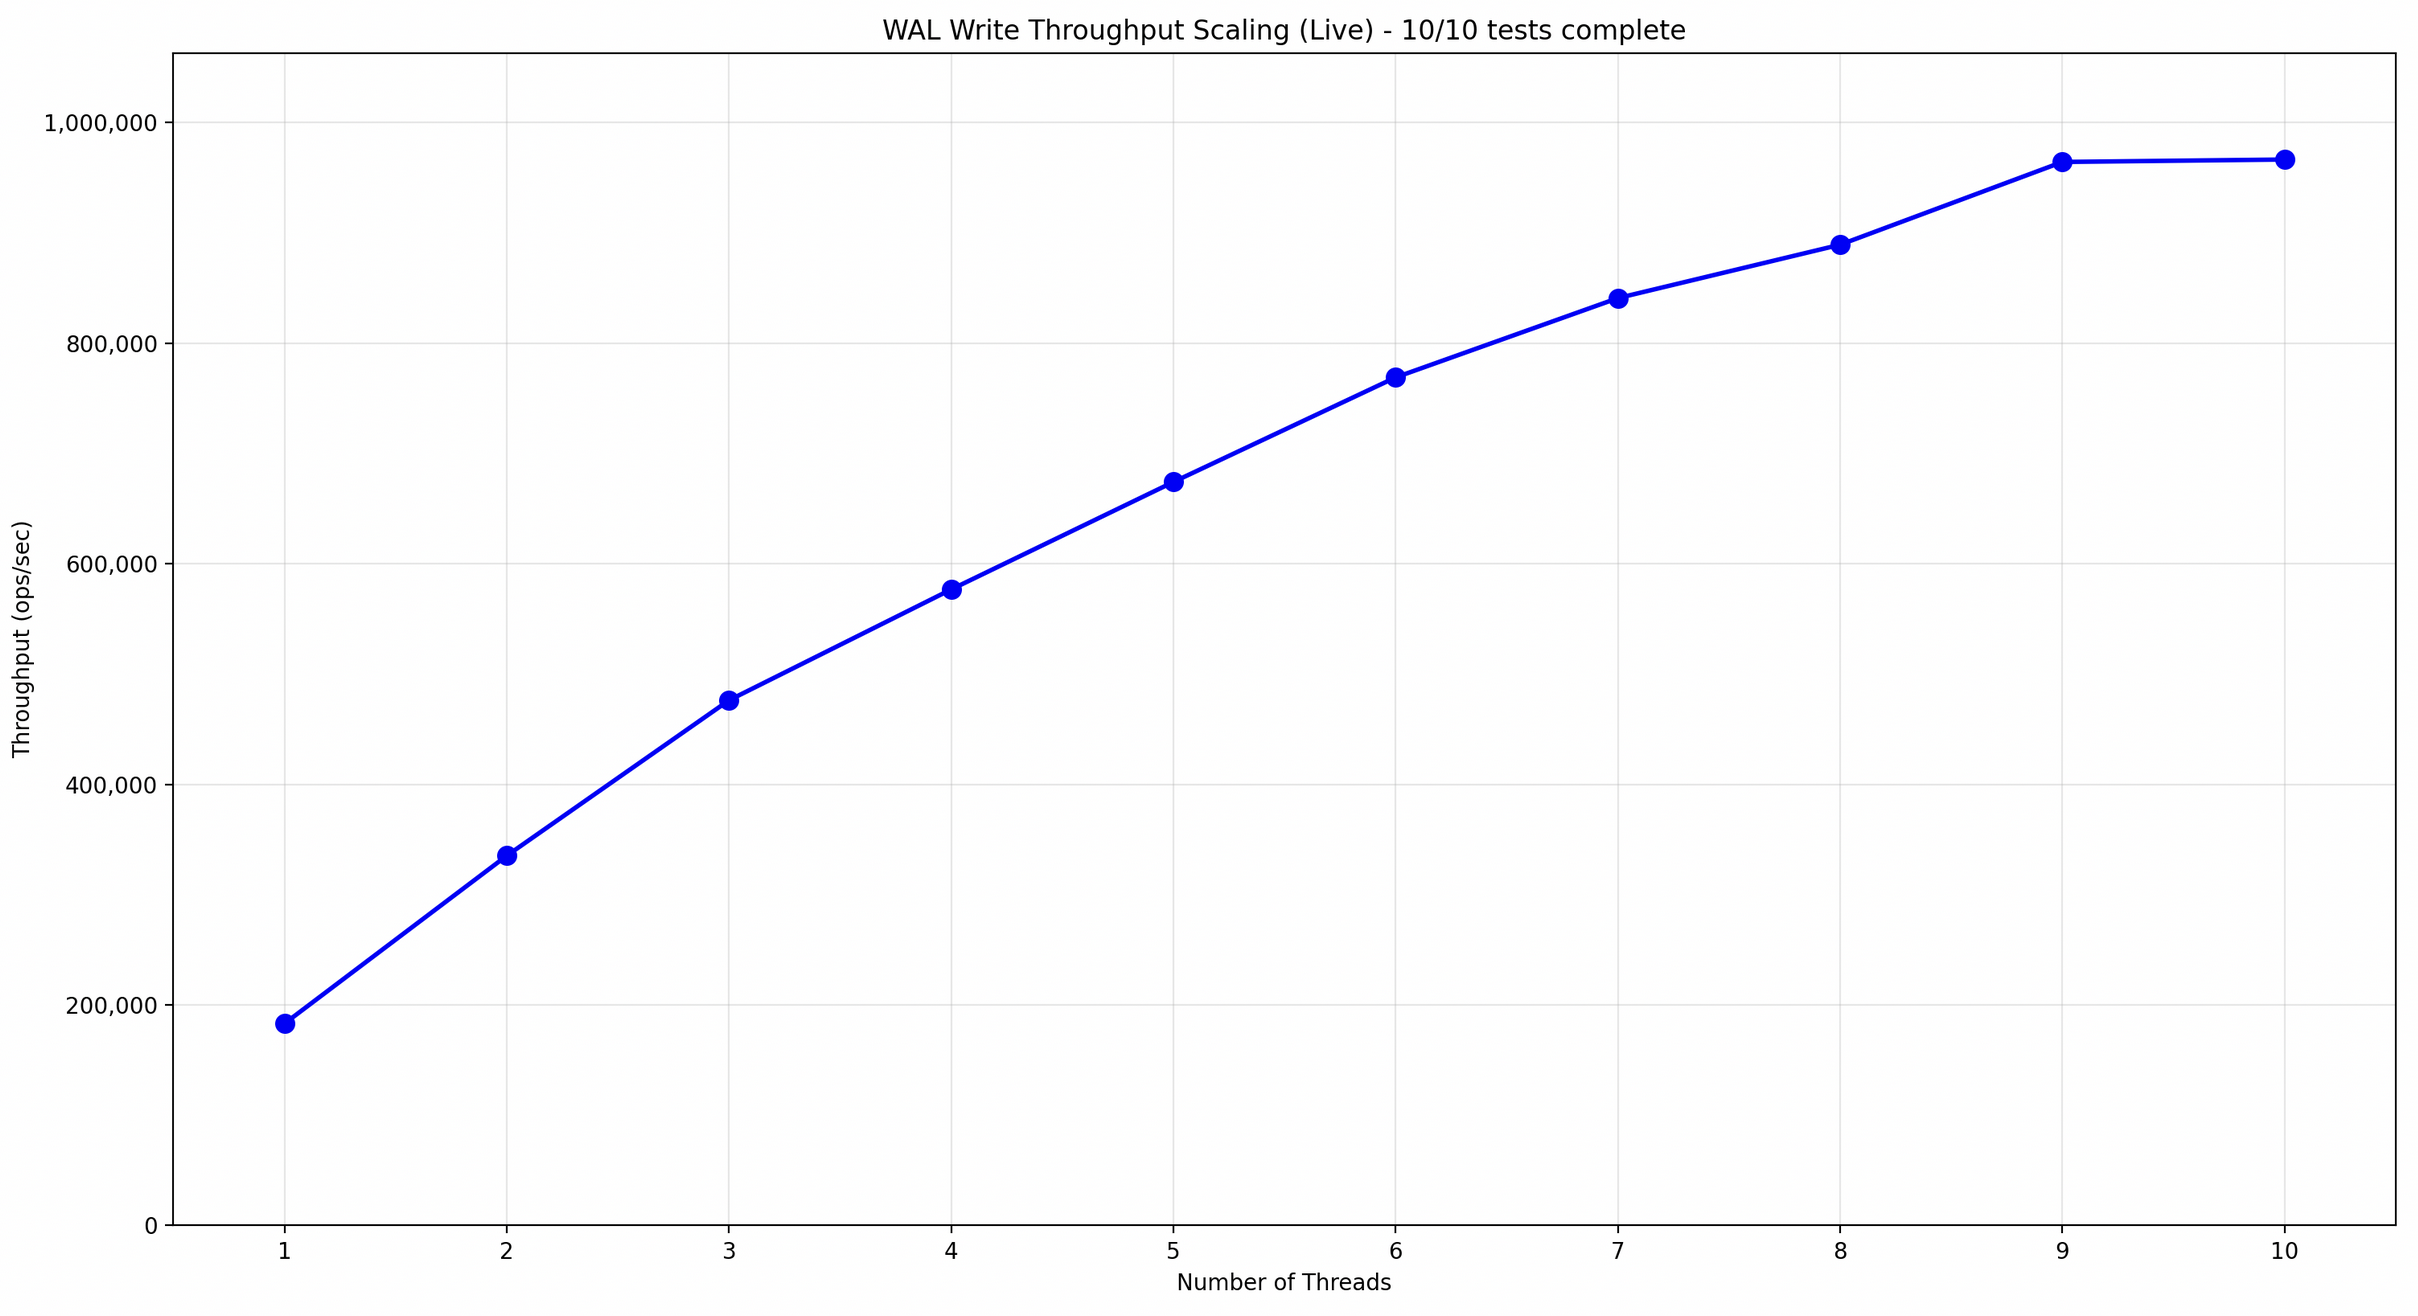 WAL Write Throughput Scaling (Live) - 10/10 tests complete
Throughput (ops/sec)
1,000,000
800,000
600,000
400,000
200,000
0
1 2 3 4 5 6 7 8 9 10
Number of Threads